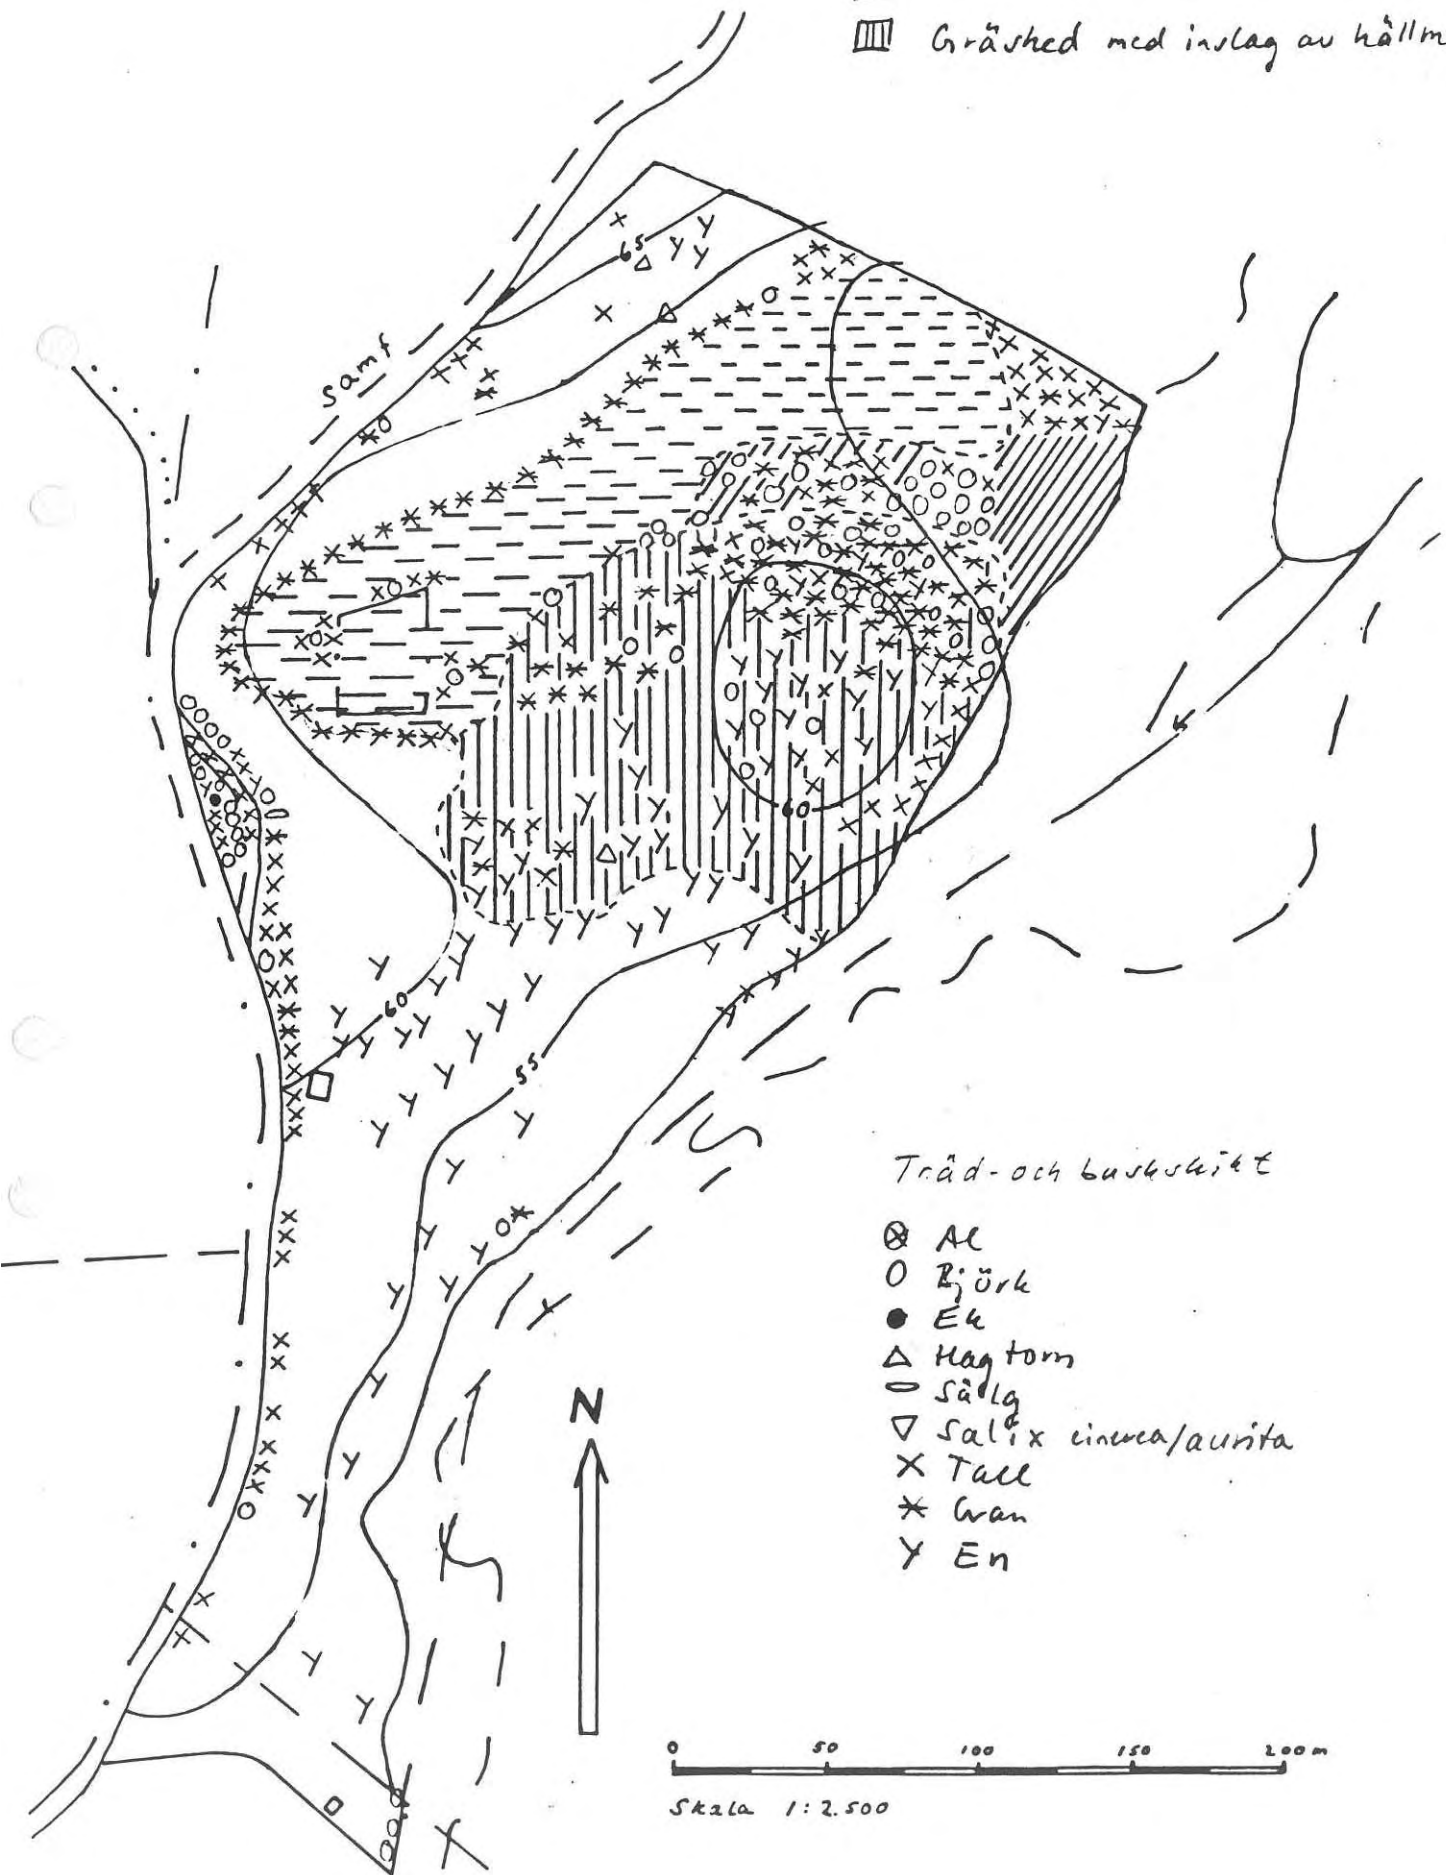 Gräshed med inslag av hällm
65
samf
60
60
55
Träd- och buskskikt
Al
Björk
Ek
Hagtorn
Sälg
Salix cinerea/aurita
Tall
Gran
En
N
0 50 100 150 200 m
Skala 1:2.500